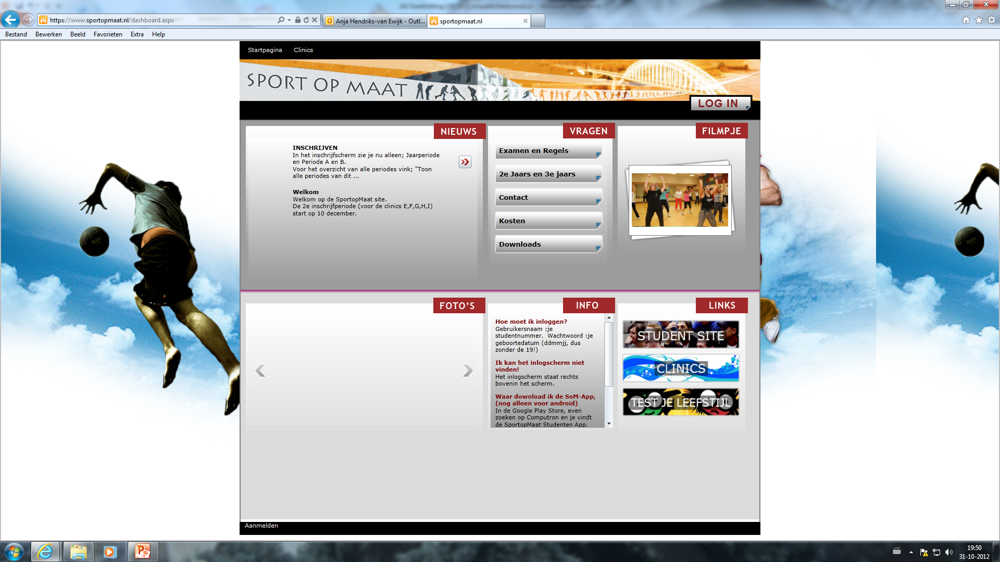 https://www.sportopmaat.nl/dashboard.aspx
Anja Hendriks-van Ewijk - Outl...
sportopmaat.nl
Bestand Bewerken Beeld Favorieten Extra Help
Startpagina Clinics
SPORT OP MAAT
LOG IN
NIEUWS
INSCHRIJVEN
In het inschrijfscherm zie je nu alleen; Jaarperiode
en Periode A en B.
Voor het overzicht van alle periodes vink; "Toon
alle periodes van dit ...
Welkom
Welkom op de SportopMaat site.
De 2e inschrijfperiode (voor de clinics E,F,G,H,I)
start op 10 december.
VRAGEN
Examen en Regels
2e Jaars en 3e jaars
Contact
Kosten
Downloads
FILMPJE
FOTO'S
INFO
Hoe moet ik inloggen?
Gebruikersnaam :je
studentnummer. Wachtwoord :je
geboortedatum (ddmmjj, dus
zonder de 19!)
Ik kan het inlogscherm niet
vinden!
Het inlogscherm staat rechts
bovenin het scherm.
Waar download ik de SoM-App,
(nog alleen voor android)
In de Google Play Store, even
zoeken op Computron en je vindt
de SportopMaat Studenten App.
LINKS
STUDENT SITE
CLINICS
TEST JE LEEFSTIJL
Aanmelden
19:50
31-10-2012